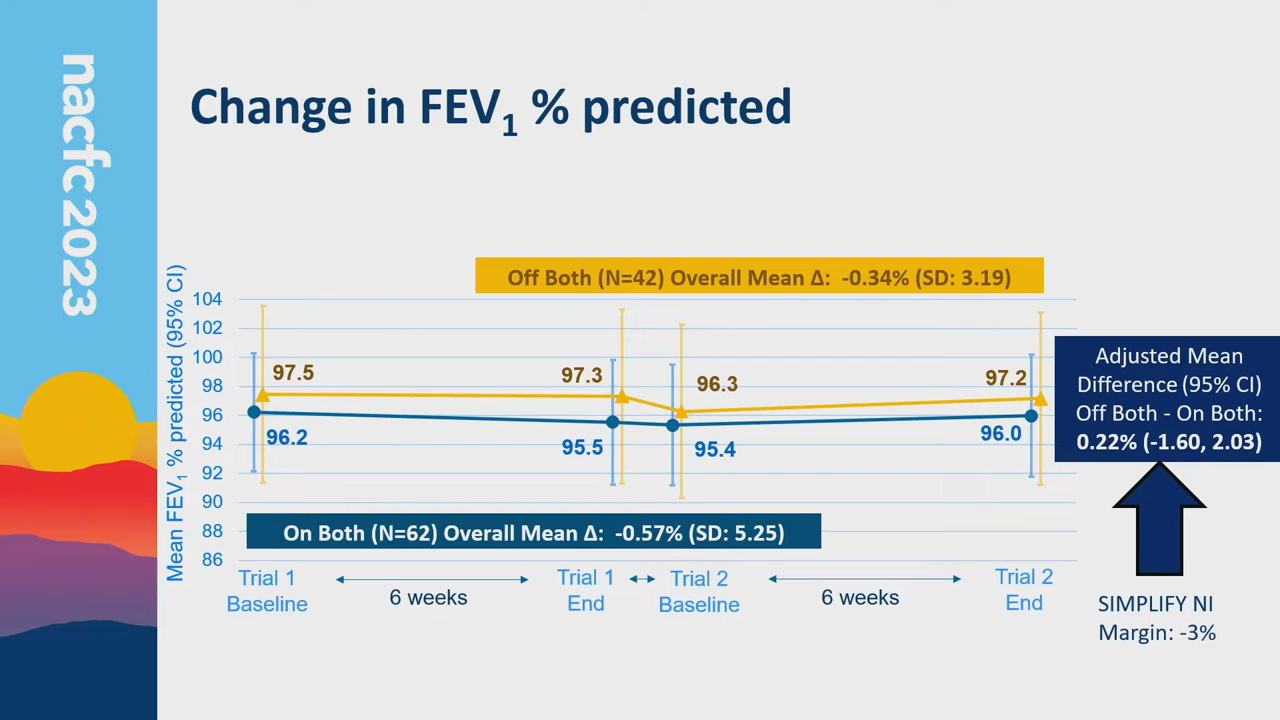 nacfc 2023
Change in FEV₁ % predicted
Off Both (N=42) Overall Mean Δ: -0.34% (SD: 3.19)
Mean FEV₁ % predicted (95% CI)
104
102
100
98
96
94
92
90
88
86
97.5
97.3
96.3
97.2
96.2
95.5
95.4
96.0
On Both (N=62) Overall Mean Δ: -0.57% (SD: 5.25)
Trial 1
Baseline
6 weeks
Trial 1
End
Trial 2
Baseline
6 weeks
Trial 2
End
Adjusted Mean
Difference (95% CI)
Off Both - On Both:
0.22% (-1.60, 2.03)
SIMPLIFY NI
Margin: -3%